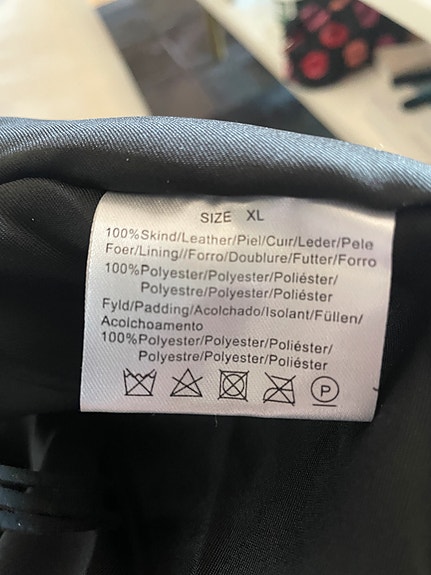 SIZE XL
100%Skind/Leather/Piel/Cuir/Leder/Pele
Foer/Lining//Forro/Doublure/Futter/Forro
100%Polyester/Polyester/Poliéster/
Polyestre/Polyester/Poliéster
Fyld/Padding/Acolchado/Isolant/Füllen/
Acolchoamento
100%Polyester/Polyester/Poliéster/
Polyestre/Polyester/Poliéster
P